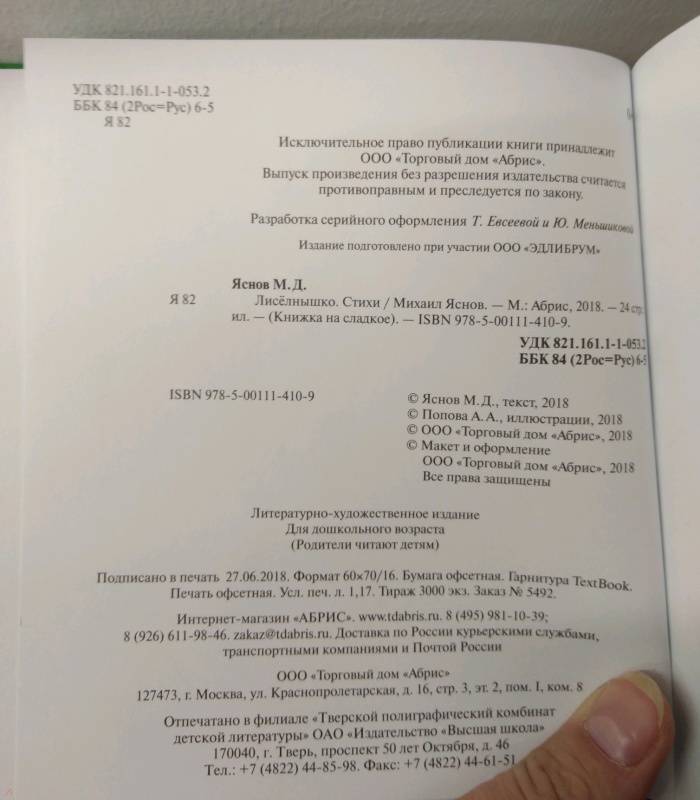 УДК 821.161.1-1-053.2
ББК 84 (2Рос=Рус) 6-5
Я 82
Исключительное право публикации книги принадлежит
ООО «Торговый дом «Абрис».
Выпуск произведения без разрешения издательства считается
противоправным и преследуется по закону.
Разработка серийного оформления Т. Евсеевой и Ю. Меньшиковой
Издание подготовлено при участии ООО «ЭДЛИБРУМ»
Яснов М. Д.
Я 82 Лисёлнышко. Стихи / Михаил Яснов. — М.: Абрис, 2018. — 24 стр.
ил. — (Книжка на сладкое). — ISBN 978-5-00111-410-9.
УДК 821.161.1-1-053.2
ББК 84 (2Рос=Рус) 6-5
ISBN 978-5-00111-410-9
© Яснов М. Д., текст, 2018
© Попова А. А., иллюстрации, 2018
© ООО «Торговый дом «Абрис», 2018
© Макет и оформление
ООО «Торговый дом «Абрис», 2018
Все права защищены
Литературно-художественное издание
Для дошкольного возраста
(Родители читают детям)
Подписано в печать 27.06.2018. Формат 60×70/16. Бумага офсетная. Гарнитура TextBook.
Печать офсетная. Усл. печ. л. 1,17. Тираж 3000 экз. Заказ № 5492.
Интернет-магазин «АБРИС». www.tdabris.ru. 8 (495) 981-10-39;
8 (926) 611-98-46. zakaz@tdabris.ru. Доставка по России курьерскими службами,
транспортными компаниями и Почтой России
ООО «Торговый дом «Абрис»
127473, г. Москва, ул. Краснопролетарская, д. 16, стр. 3, эт. 2, пом. I, ком. 8
Отпечатано в филиале «Тверской полиграфический комбинат
детской литературы» ОАО «Издательство «Высшая школа»
170040, г. Тверь, проспект 50 лет Октября, д. 46
Тел.: +7 (4822) 44-85-98. Факс: +7 (4822) 44-61-51